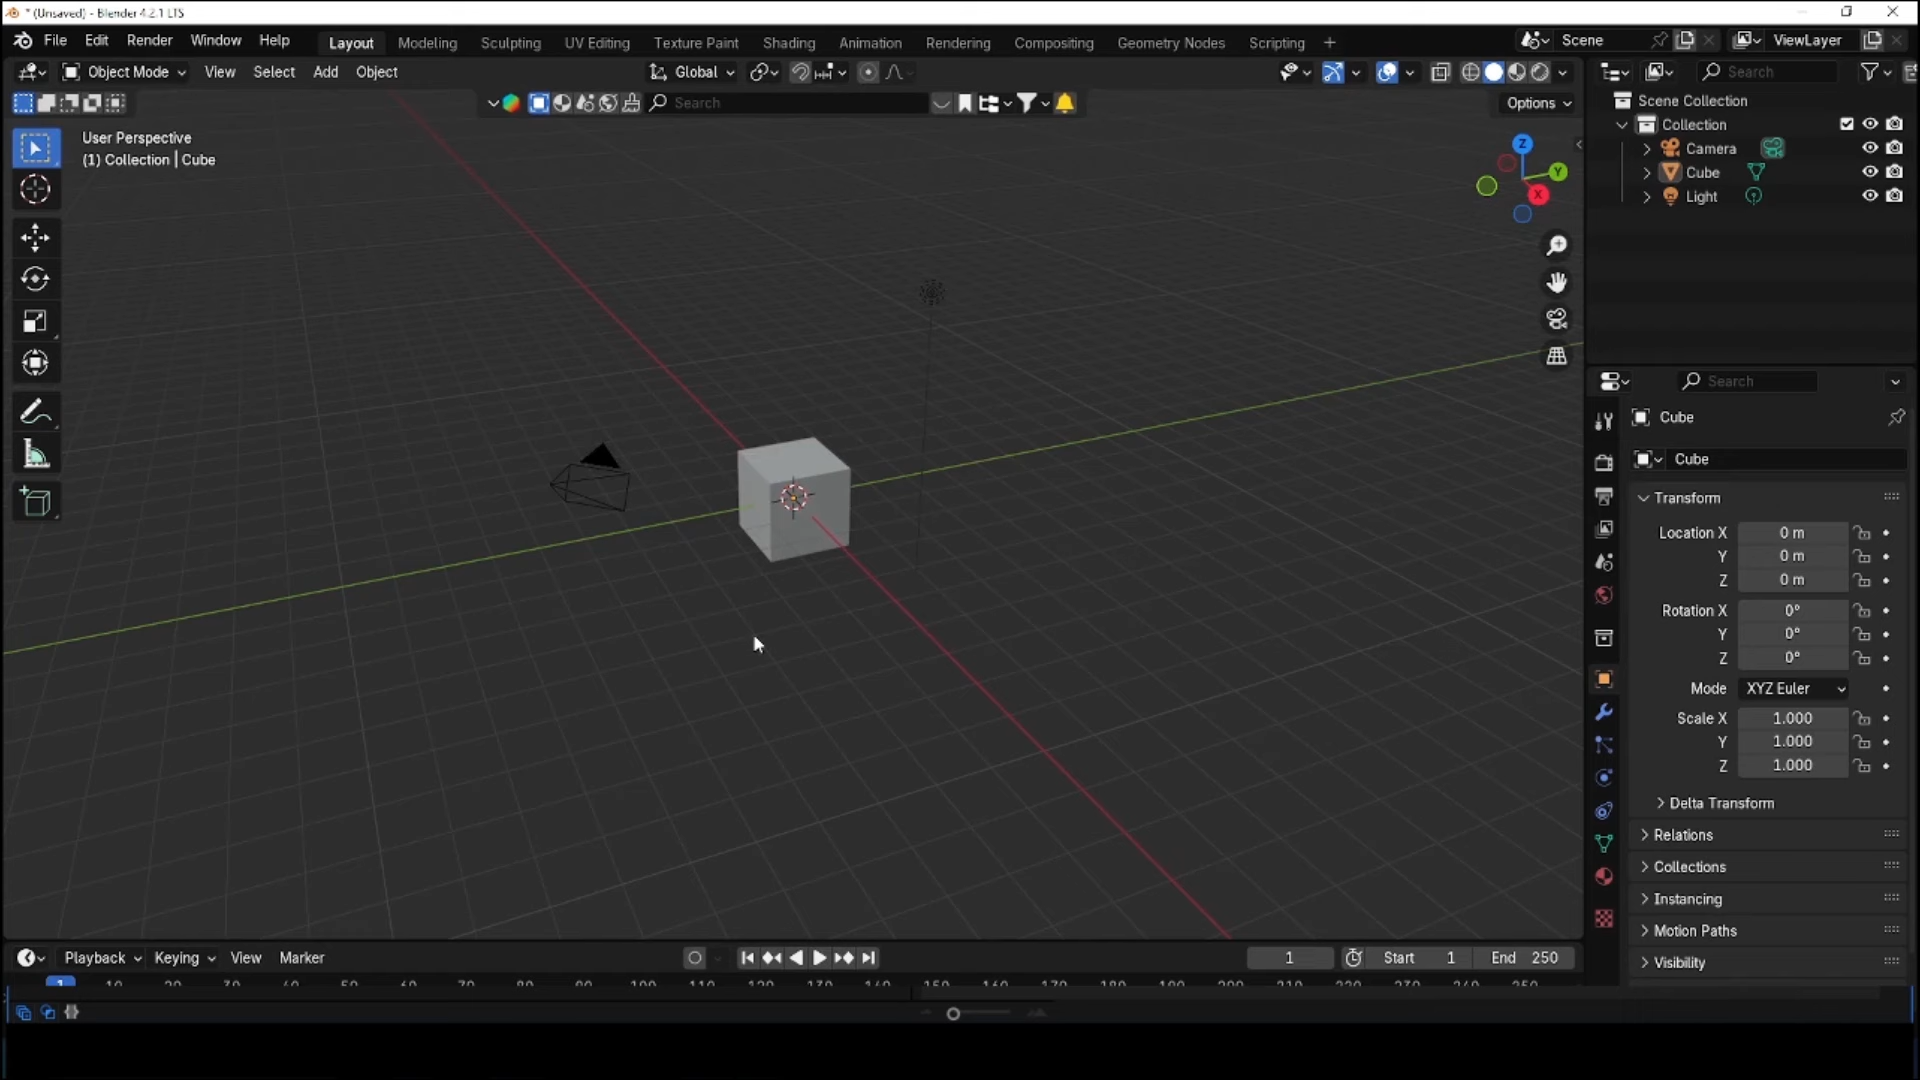 * (Unsaved) - Blender 4.2.1 LTS
File Edit Render Window Help Layout Modeling Sculpting UV Editing Texture Paint Shading Animation Rendering Compositing Geometry Nodes Scripting + Scene ViewLayer
Object Mode View Select Add Object Global Search
Search Options
Scene Collection
Collection
Camera
Cube
Light
User Perspective
(1) Collection | Cube
Z
Y
X
Search
Cube
Cube
Transform
Location X 0 m
Y 0 m
Z 0 m
Rotation X 0°
Y 0°
Z 0°
Mode XYZ Euler
Scale X 1.000
Y 1.000
Z 1.000
Delta Transform
Relations
Collections
Instancing
Motion Paths
Visibility
Playback Keying View Marker 1 Start 1 End 250
1 10 20 30 40 50 60 70 80 90 100 110 120 130 140 150 160 170 180 190 200 210 220 230 240 250